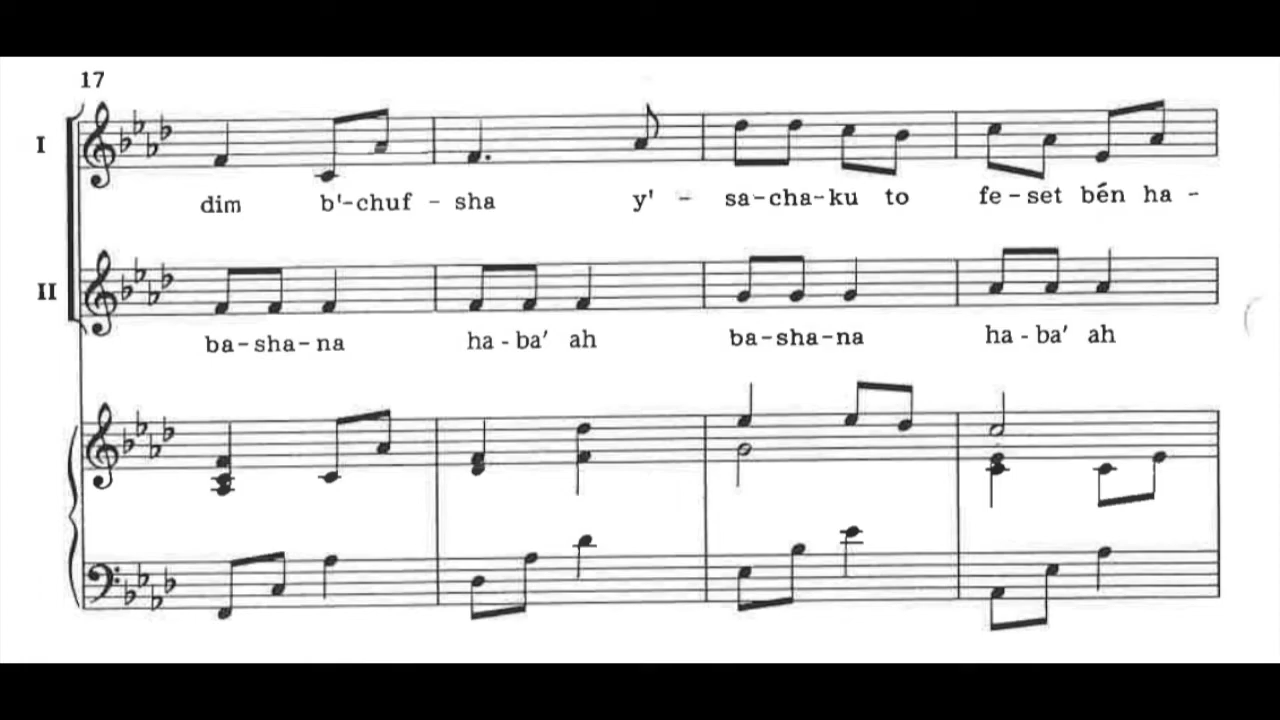 17
I
dim b'-chuf - sha y' - sa-cha-ku to fe-set bén ha-
II
ba-sha-na ha-ba' ah ba-sha-na ha-ba' ah